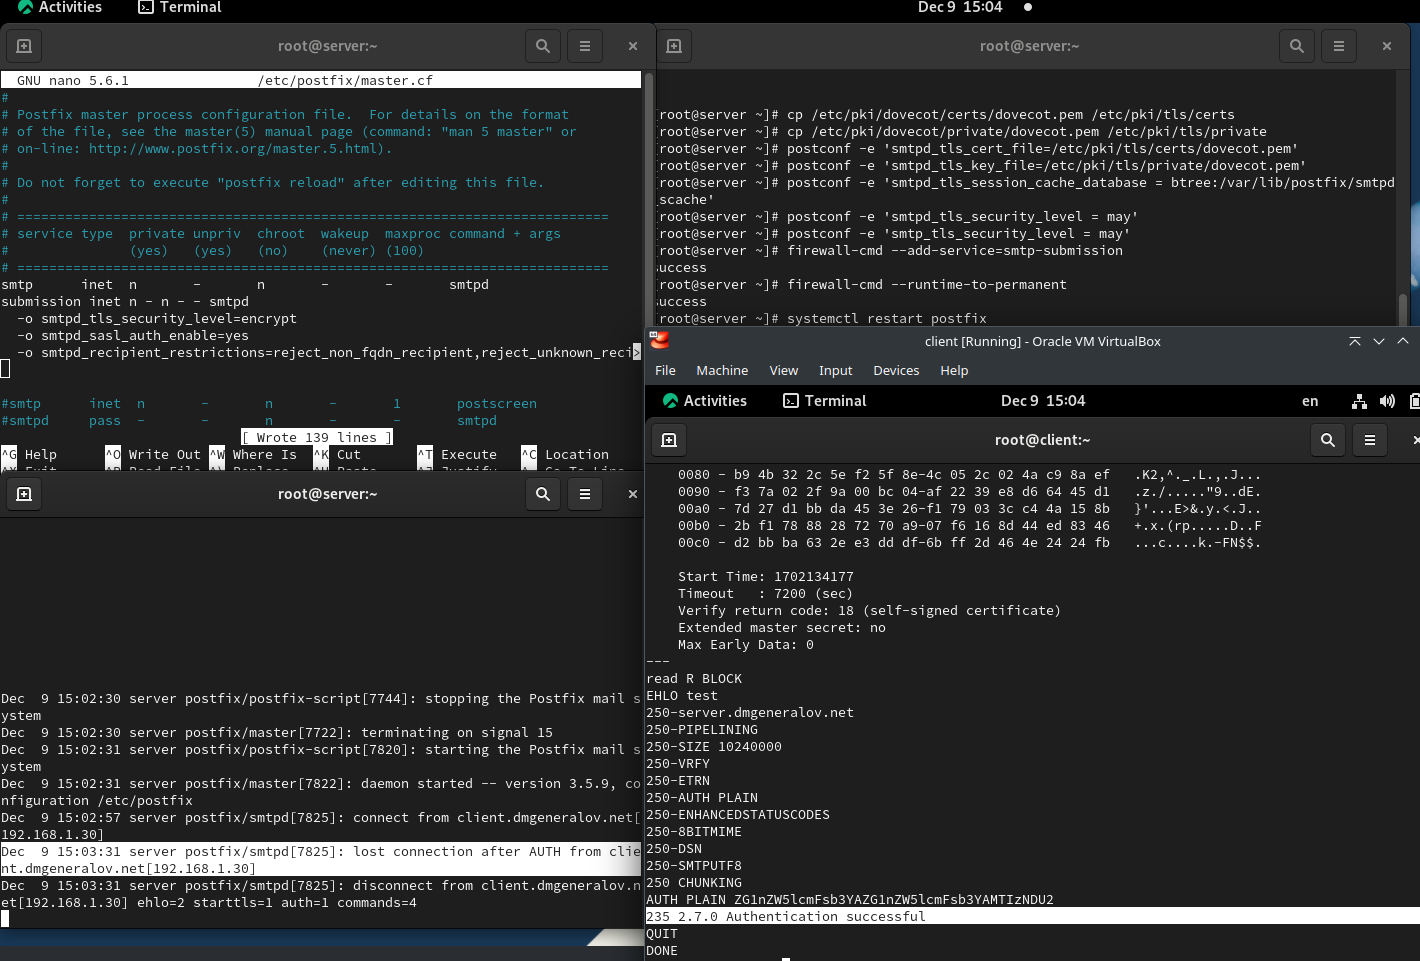 Activities Terminal Dec 9 15:04
root@server:~
GNU nano 5.6.1 /etc/postfix/master.cf
#
# Postfix master process configuration file.  For details on the format
# of the file, see the master(5) manual page (command: "man 5 master" or
# on-line: http://www.postfix.org/master.5.html).
#
# Do not forget to execute "postfix reload" after editing this file.
#
# ==========================================================================
# service type  private unpriv  chroot  wakeup  maxproc command + args
#               (yes)   (yes)   (no)    (never) (100)
# ==========================================================================
smtp      inet  n       -       n       -       -       smtpd
submission inet n - n - - smtpd
  -o smtpd_tls_security_level=encrypt
  -o smtpd_sasl_auth_enable=yes
  -o smtpd_recipient_restrictions=reject_non_fqdn_recipient,reject_unknown_reci>
#smtp      inet  n       -       n       -       1       postscreen
#smtpd     pass  -       -       n       -       -       smtpd
[ Wrote 139 lines ]
^G Help ^O Write Out ^W Where Is ^K Cut ^T Execute ^C Location
root@server:~
[root@server ~]# cp /etc/pki/dovecot/certs/dovecot.pem /etc/pki/tls/certs
[root@server ~]# cp /etc/pki/dovecot/private/dovecot.pem /etc/pki/tls/private
[root@server ~]# postconf -e 'smtpd_tls_cert_file=/etc/pki/tls/certs/dovecot.pem'
[root@server ~]# postconf -e 'smtpd_tls_key_file=/etc/pki/tls/private/dovecot.pem'
[root@server ~]# postconf -e 'smtpd_tls_session_cache_database = btree:/var/lib/postfix/smtpd
_scache'
[root@server ~]# postconf -e 'smtpd_tls_security_level = may'
[root@server ~]# postconf -e 'smtp_tls_security_level = may'
[root@server ~]# firewall-cmd --add-service=smtp-submission
success
[root@server ~]# firewall-cmd --runtime-to-permanent
success
[root@server ~]# systemctl restart postfix
root@server:~
Dec  9 15:02:30 server postfix/postfix-script[7744]: stopping the Postfix mail s
ystem
Dec  9 15:02:30 server postfix/master[7722]: terminating on signal 15
Dec  9 15:02:31 server postfix/postfix-script[7820]: starting the Postfix mail s
ystem
Dec  9 15:02:31 server postfix/master[7822]: daemon started -- version 3.5.9, co
nfiguration /etc/postfix
Dec  9 15:02:57 server postfix/smtpd[7825]: connect from client.dmgeneralov.net[
192.168.1.30]
Dec  9 15:03:31 server postfix/smtpd[7825]: lost connection after AUTH from clie
nt.dmgeneralov.net[192.168.1.30]
Dec  9 15:03:31 server postfix/smtpd[7825]: disconnect from client.dmgeneralov.n
et[192.168.1.30] ehlo=2 starttls=1 auth=1 commands=4
client [Running] - Oracle VM VirtualBox
File Machine View Input Devices Help
Activities Terminal Dec 9 15:04 en
root@client:~
0080 - b9 4b 32 2c 5e f2 5f 8e-4c 05 2c 02 4a c9 8a ef   .K2,^._.L.,.J...
0090 - f3 7a 02 2f 9a 00 bc 04-af 22 39 e8 d6 64 45 d1   .z./....."9..dE.
00a0 - 7d 27 d1 bb da 45 3e 26-f1 79 03 3c c4 4a 15 8b   }'...E>&.y.<.J..
00b0 - 2b f1 78 88 28 72 70 a9-07 f6 16 8d 44 ed 83 46   +.x.(rp.....D..F
00c0 - d2 bb ba 63 2e e3 dd df-6b ff 2d 46 4e 24 24 fb   ...c....k.-FN$$.
Start Time: 1702134177
Timeout   : 7200 (sec)
Verify return code: 18 (self-signed certificate)
Extended master secret: no
Max Early Data: 0
---
read R BLOCK
EHLO test
250-server.dmgeneralov.net
250-PIPELINING
250-SIZE 10240000
250-VRFY
250-ETRN
250-AUTH PLAIN
250-ENHANCEDSTATUSCODES
250-8BITMIME
250-DSN
250-SMTPUTF8
250 CHUNKING
AUTH PLAIN ZG1nZW5lcmFsb3YAZG1nZW5lcmFsb3YAMTIzNDU2
235 2.7.0 Authentication successful
QUIT
DONE